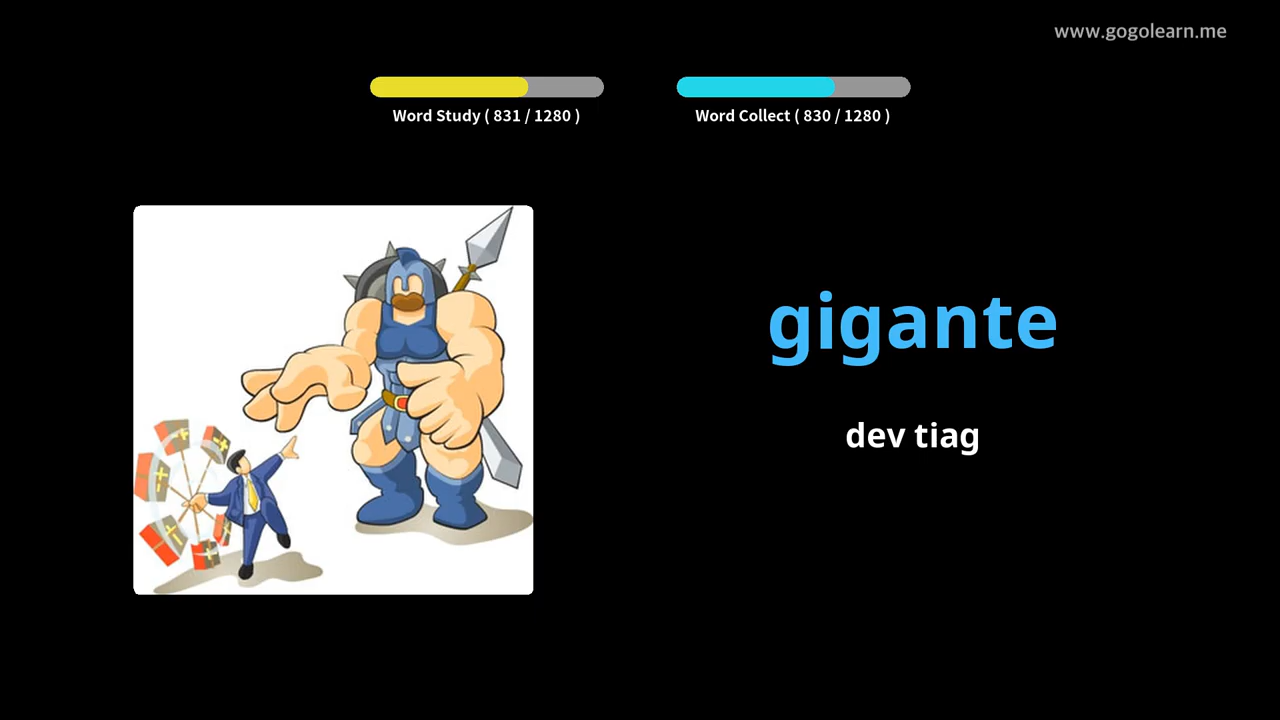 www.gogolearn.me
Word Study ( 831 / 1280 )
Word Collect ( 830 / 1280 )
gigante
dev tiag